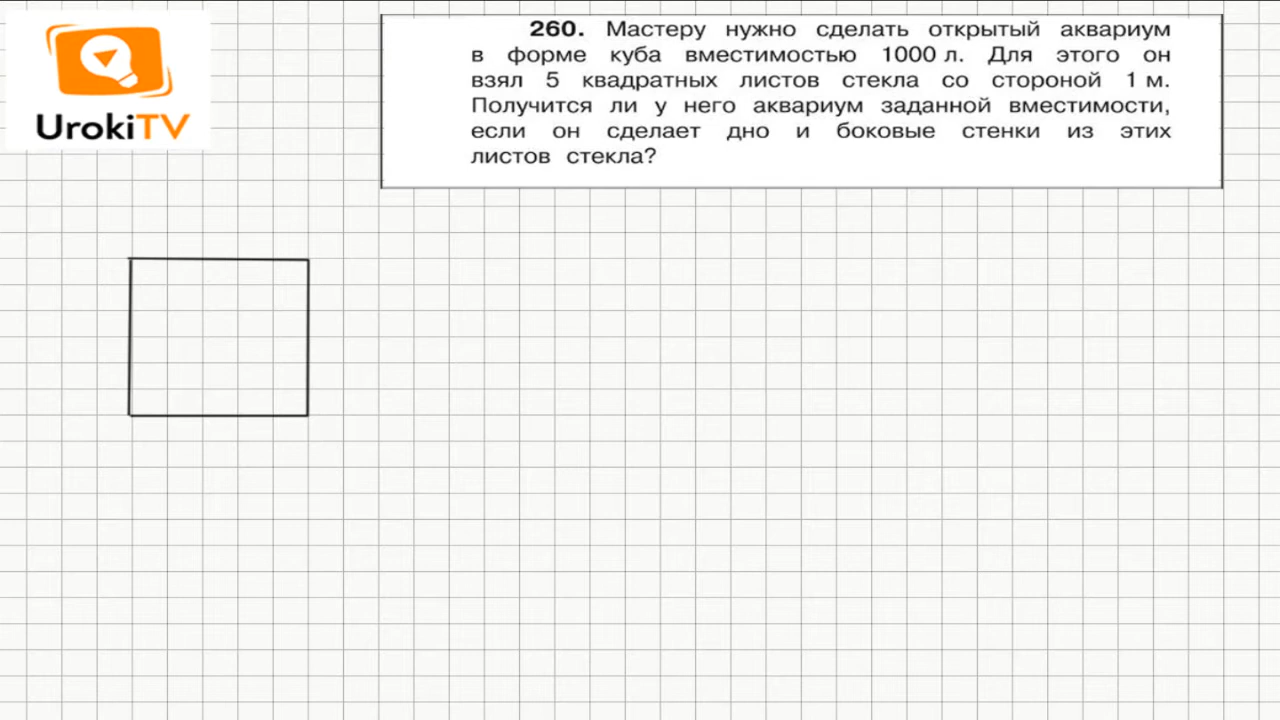 UrokiTV
260. Мастеру нужно сделать открытый аквариум
в форме куба вместимостью 1000 л. Для этого он
взял 5 квадратных листов стекла со стороной 1 м.
Получится ли у него аквариум заданной вместимости,
если он сделает дно и боковые стенки из этих
листов стекла?